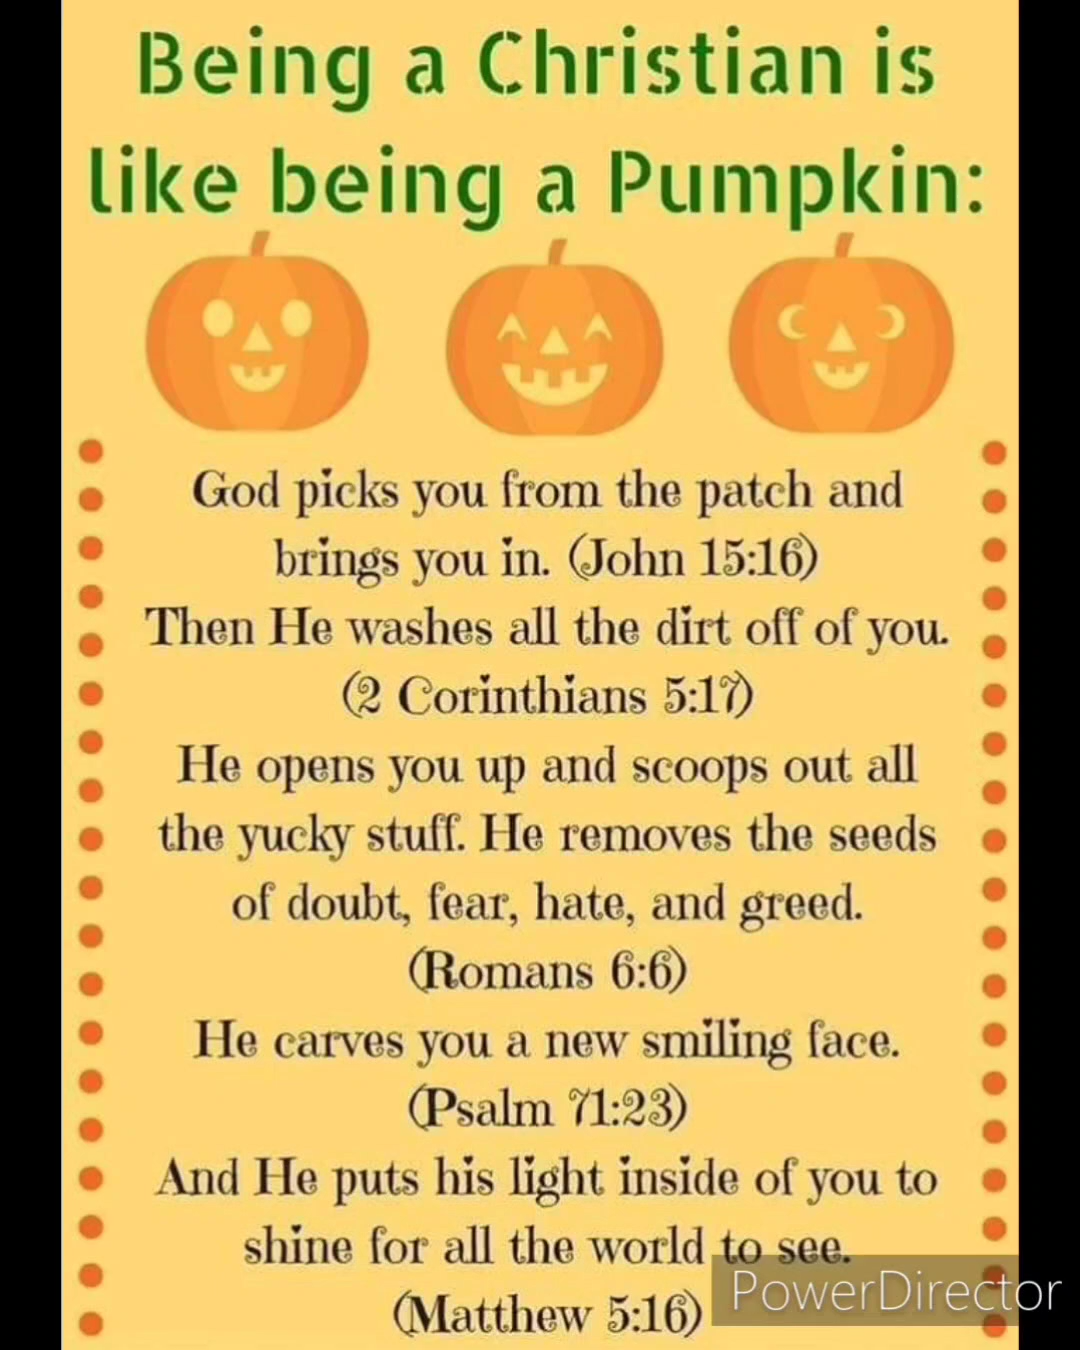 Being a Christian is
like being a Pumpkin:
God picks you from the patch and
brings you in. (John 15:16)
Then He washes all the dirt off of you.
(2 Corinthians 5:17)
He opens you up and scoops out all
the yucky stuff. He removes the seeds
of doubt, fear, hate, and greed.
(Romans 6:6)
He carves you a new smiling face.
(Psalm 71:23)
And He puts his light inside of you to
shine for all the world to see.
(Matthew 5:16)
PowerDirector